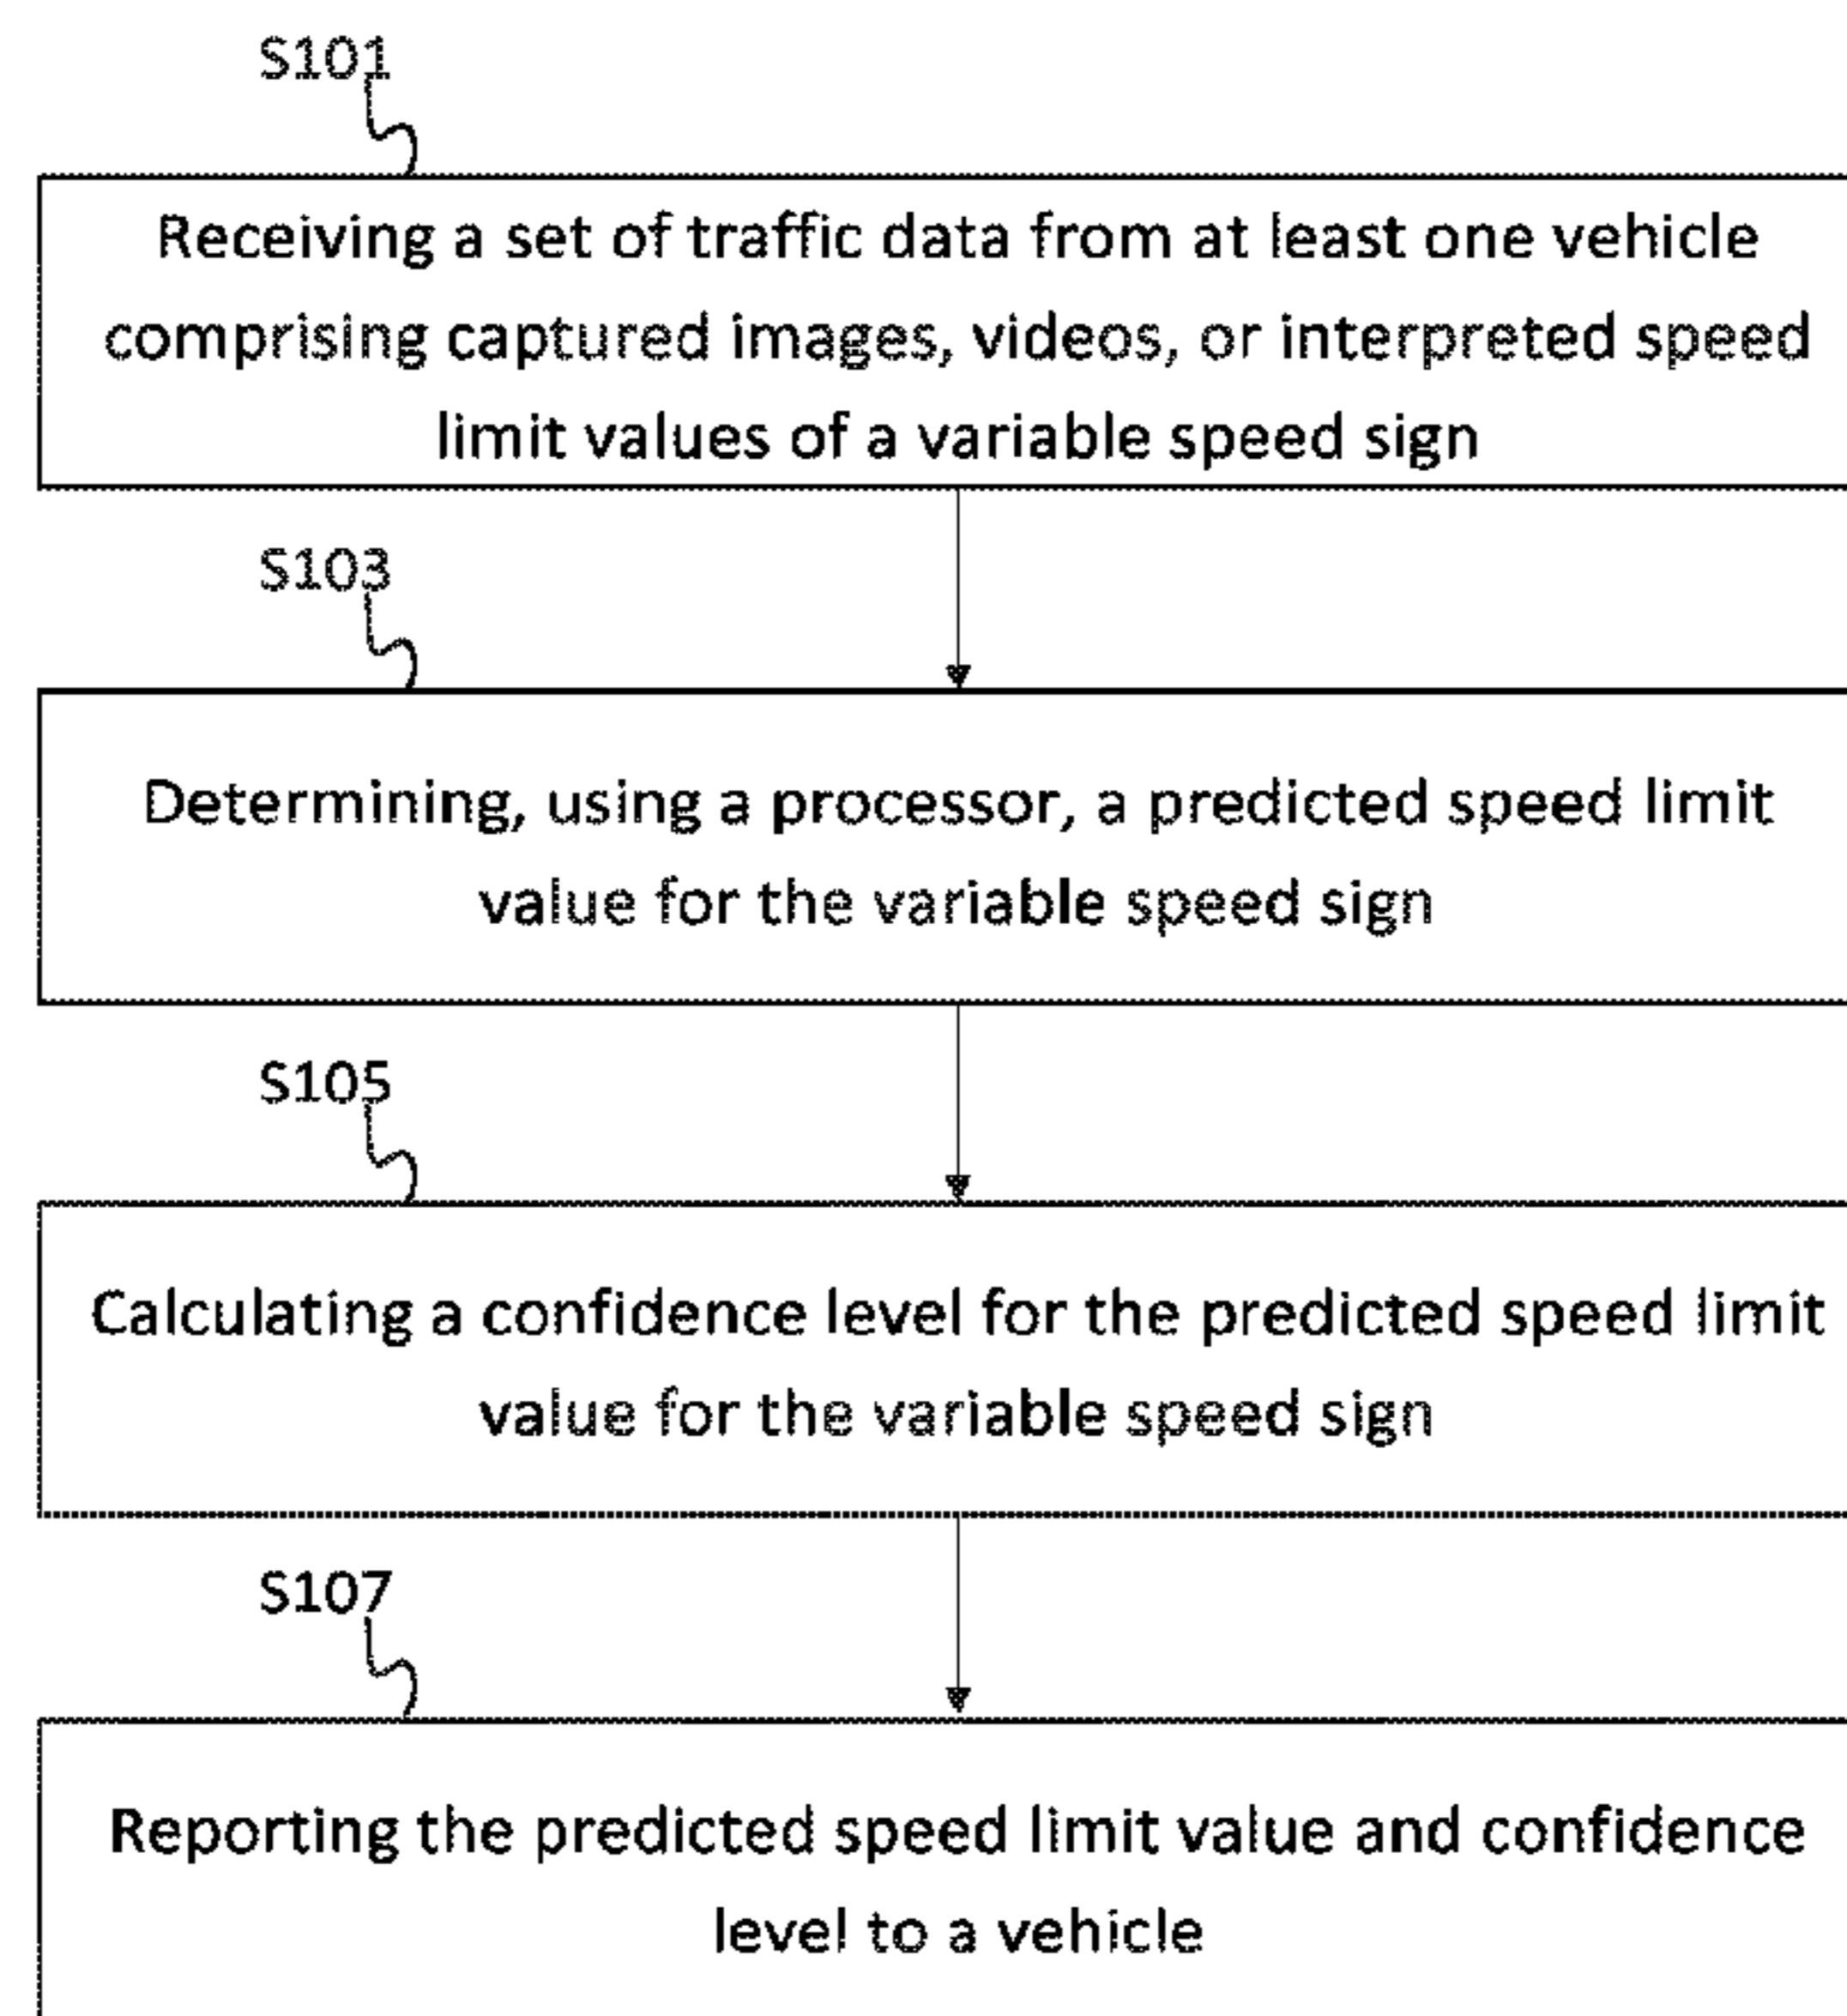 S101
Receiving a set of traffic data from at least one vehicle
comprising captured images, videos, or interpreted speed
limit values of a variable speed sign
S103
Determining, using a processor, a predicted speed limit
value for the variable speed sign
S105
Calculating a confidence level for the predicted speed limit
value for the variable speed sign
S107
Reporting the predicted speed limit value and confidence
level to a vehicle